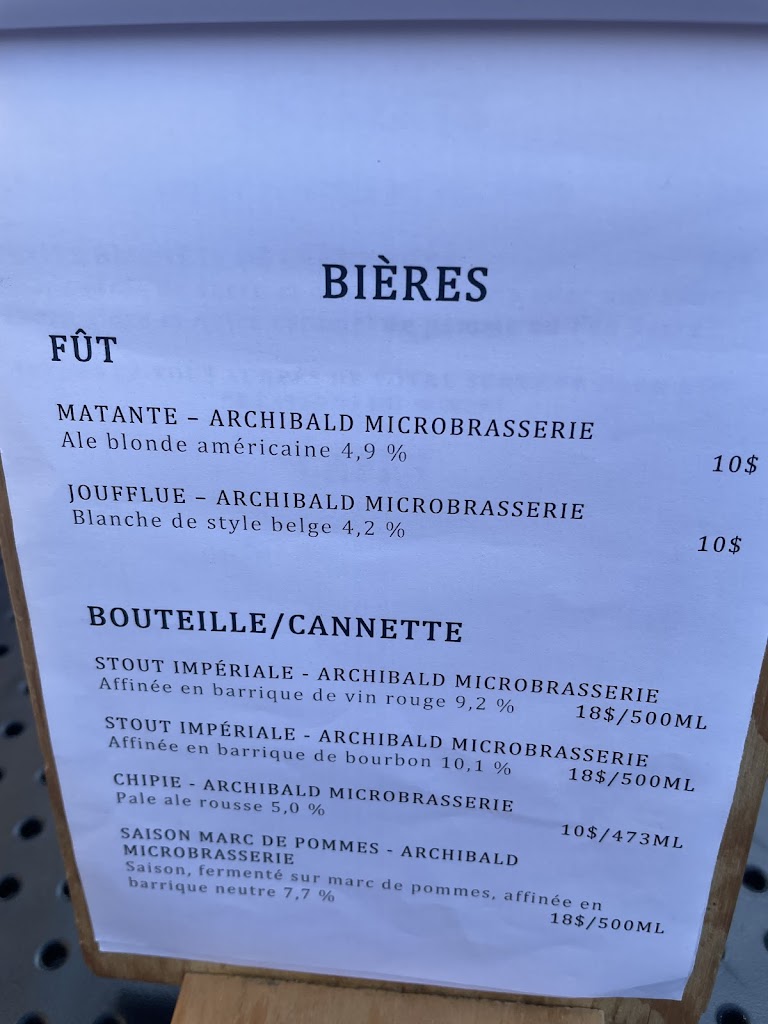 BIÈRES
FÛT
MATANTE – ARCHIBALD MICROBRASSERIE
Ale blonde américaine 4,9 %
10$
JOUFFLUE – ARCHIBALD MICROBRASSERIE
Blanche de style belge 4,2 %
10$
BOUTEILLE/CANNETTE
STOUT IMPÉRIALE - ARCHIBALD MICROBRASSERIE
Affinée en barrique de vin rouge 9,2 % 18$/500ML
STOUT IMPÉRIALE - ARCHIBALD MICROBRASSERIE
Affinée en barrique de bourbon 10,1 % 18$/500ML
CHIPIE - ARCHIBALD MICROBRASSERIE
Pale ale rousse 5,0 %
10$/473ML
SAISON MARC DE POMMES - ARCHIBALD
MICROBRASSERIE
Saison, fermenté sur marc de pommes, affinée en
barrique neutre 7,7 %
18$/500ML